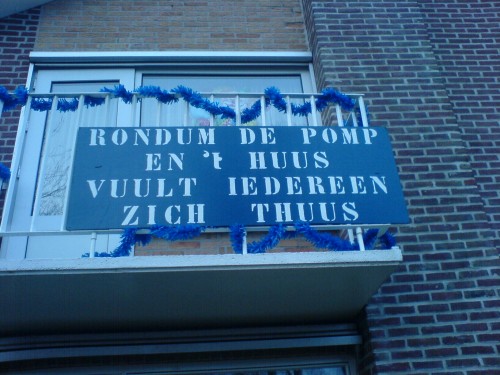 RONDUM DE POMP
EN 't HUUS
VUULT IEDEREEN
ZICH THUUS